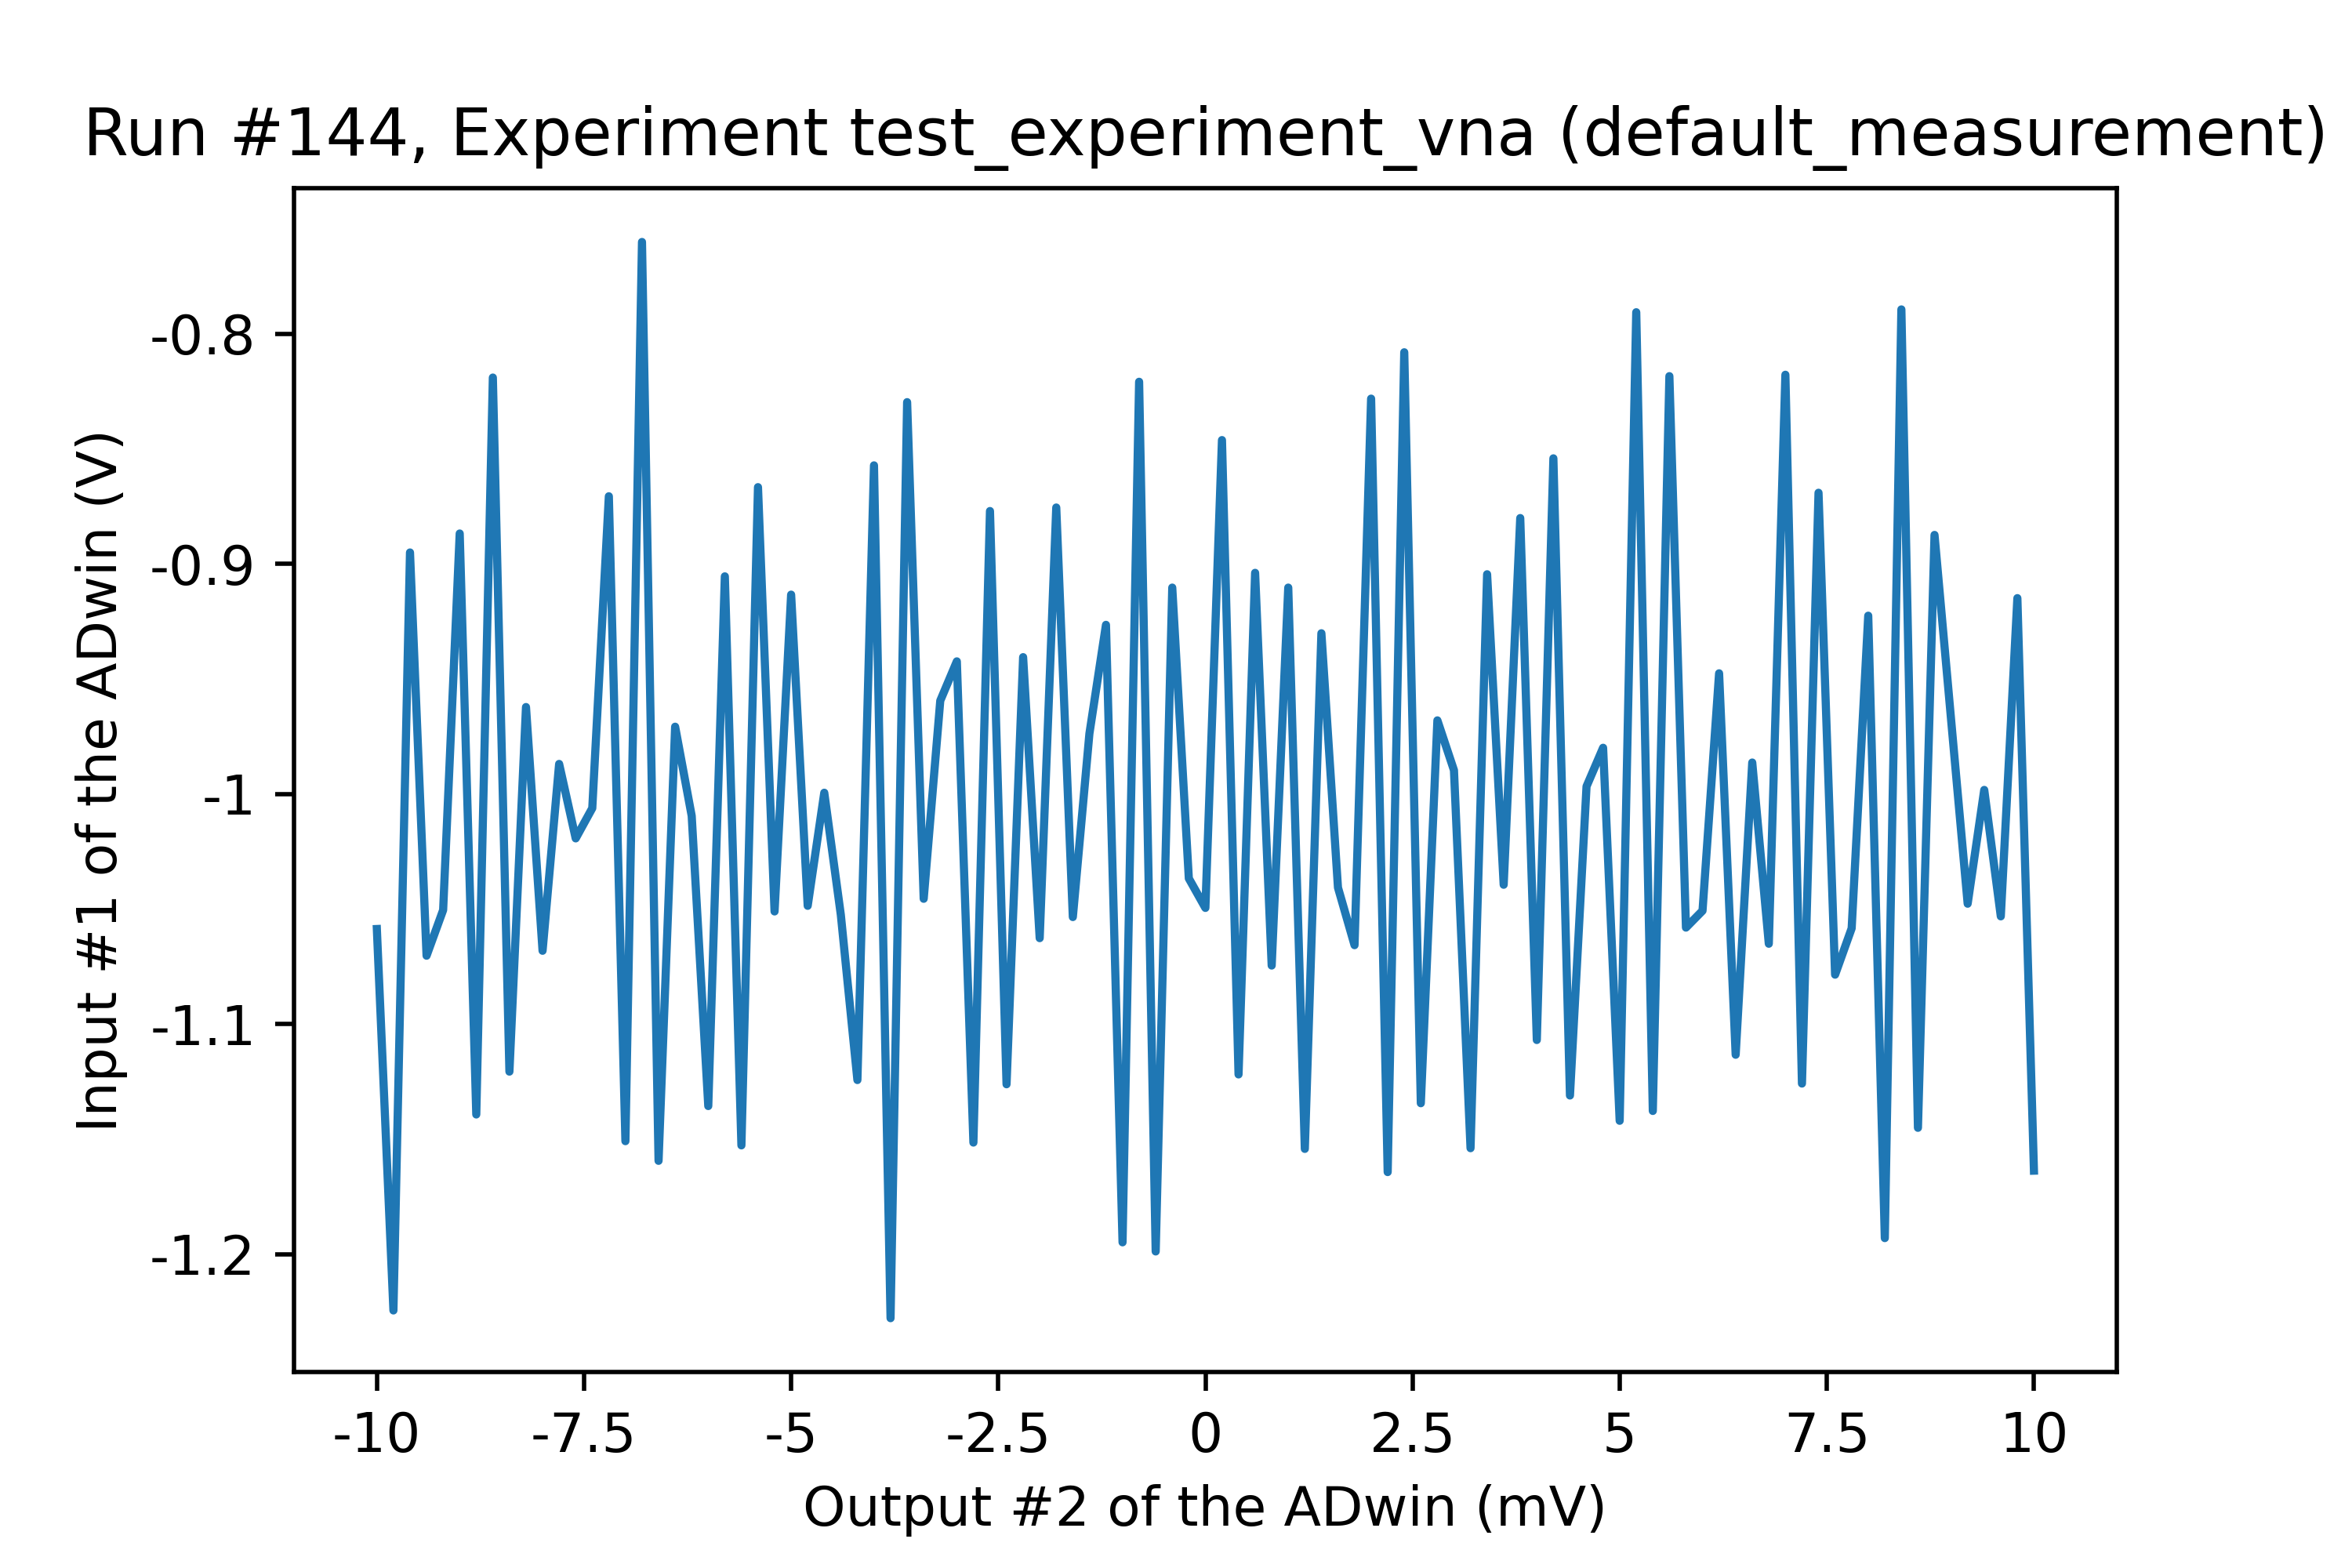 Run #144, Experiment test_experiment_vna (default_measurement)
Input #1 of the ADwin (V)
-0.8
-0.9
-1
-1.1
-1.2
-10 -7.5 -5 -2.5 0 2.5 5 7.5 10
Output #2 of the ADwin (mV)